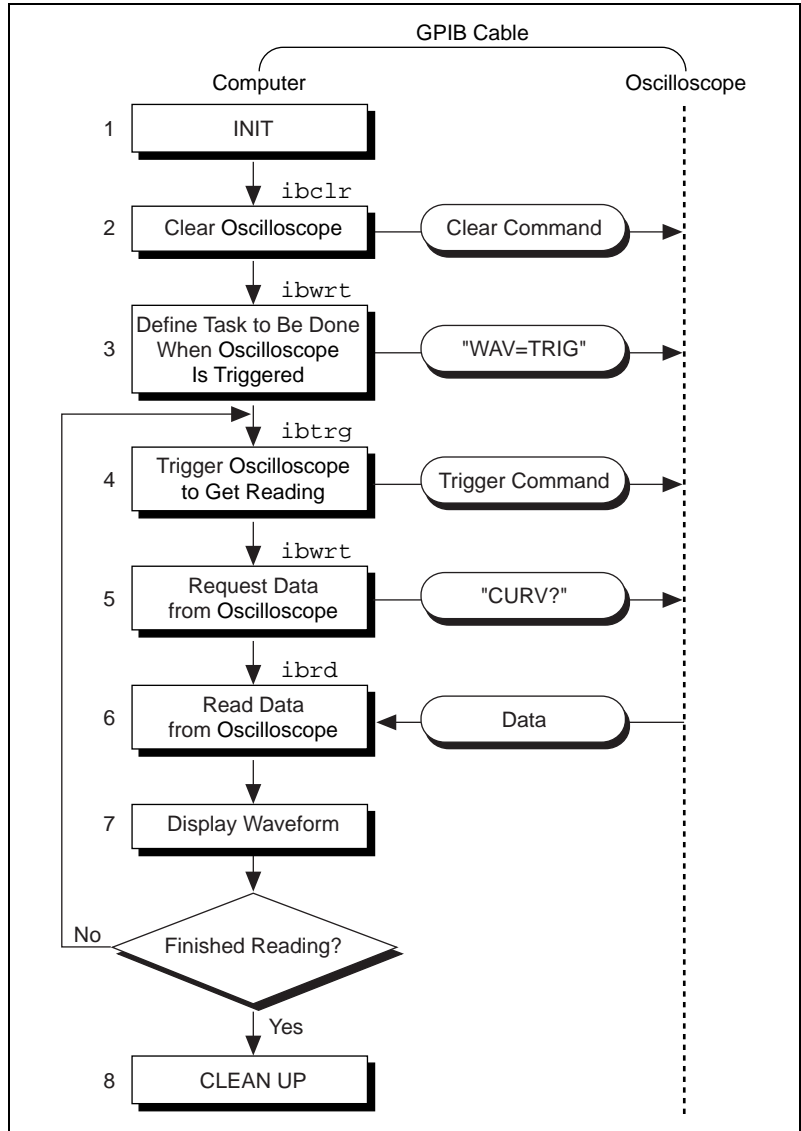 GPIB Cable
Computer
Oscilloscope
1
INIT
ibclr
2
Clear Oscilloscope
Clear Command
ibwrt
3
Define Task to Be Done
When Oscilloscope
Is Triggered
"WAV=TRIG"
ibtrg
4
Trigger Oscilloscope
to Get Reading
Trigger Command
ibwrt
5
Request Data
from Oscilloscope
"CURV?"
ibrd
6
Read Data
from Oscilloscope
Data
7
Display Waveform
No
Finished Reading?
Yes
8
CLEAN UP